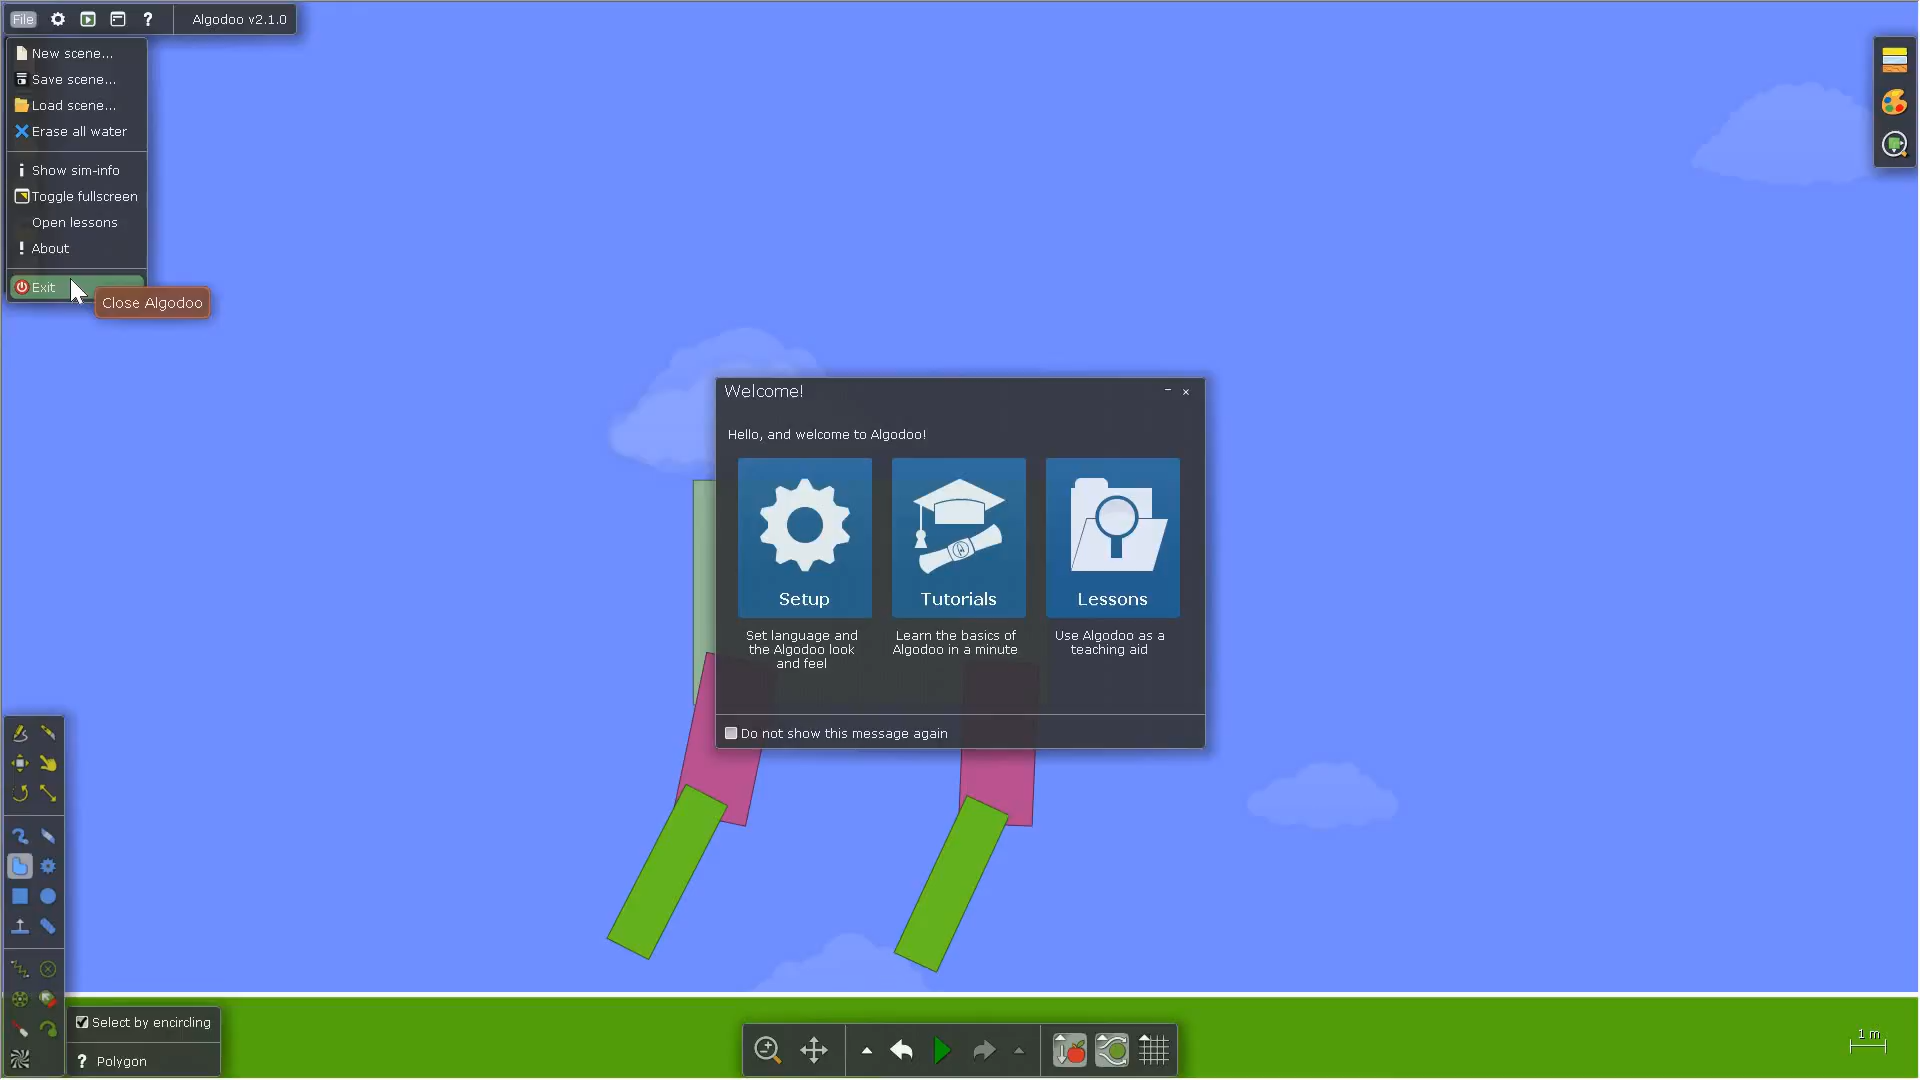 File
?
Algodoo v2.1.0
New scene...
Save scene...
Load scene...
Erase all water
Show sim-info
Toggle fullscreen
Open lessons
About
Exit
Close Algodoo
Welcome!
Hello, and welcome to Algodoo!
Setup
Set language and
the Algodoo look
and feel
Tutorials
Learn the basics of
Algodoo in a minute
Lessons
Use Algodoo as a
teaching aid
Do not show this message again
Select by encircling
? Polygon
1 m